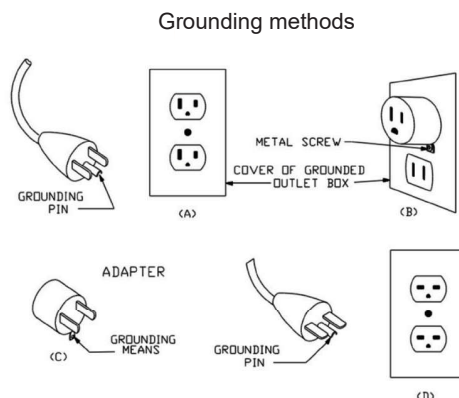 Grounding methods
METAL SCREW
COVER OF GROUNDED
OUTLET BOX
GROUNDING
PIN
(A)
(B)
ADAPTER
GROUNDING
MEANS
(C)
GROUNDING
PIN
(D)